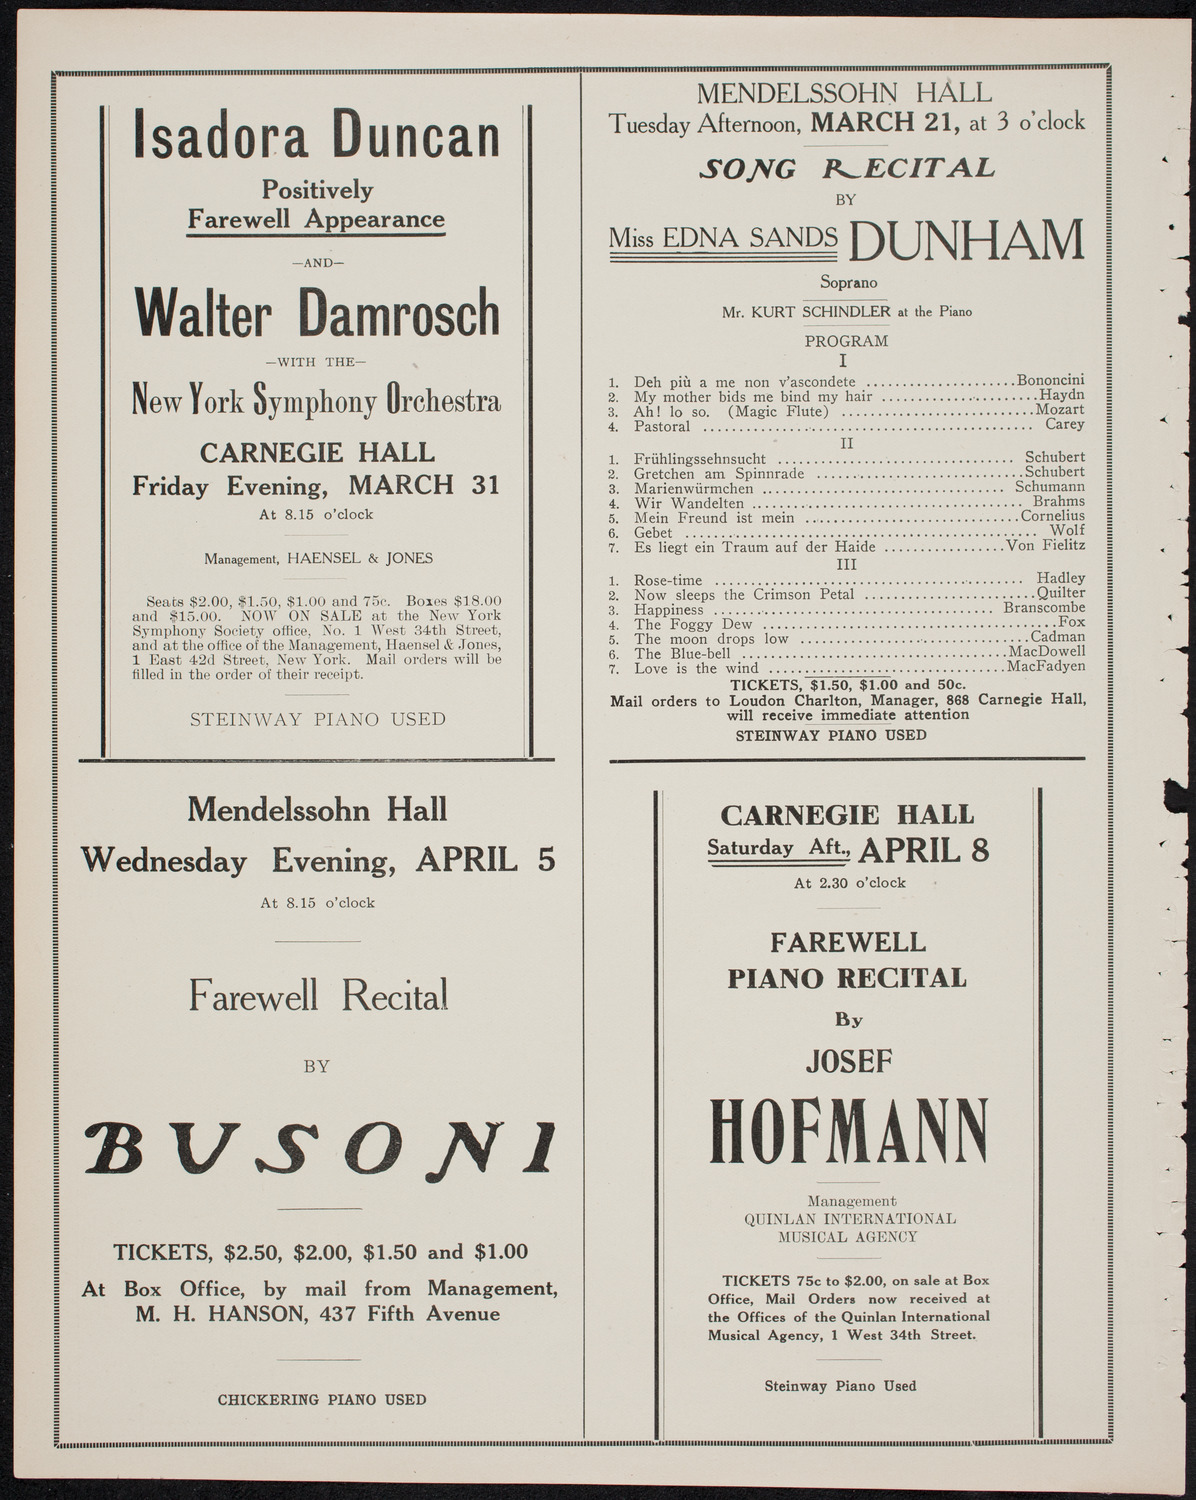 Isadora Duncan
Positively
Farewell Appearance
—AND—
Walter Damrosch
—WITH THE—
New York Symphony Orchestra
CARNEGIE HALL
Friday Evening, MARCH 31
At 8.15 o'clock
Management, HAENSEL & JONES
Seats $2.00, $1.50, $1.00 and 75c. Boxes $18.00
and $15.00. NOW ON SALE at the New York
Symphony Society office, No. 1 West 34th Street,
and at the office of the Management, Haensel & Jones,
1 East 42d Street, New York. Mail orders will be
filled in the order of their receipt.
STEINWAY PIANO USED
Mendelssohn Hall
Wednesday Evening, APRIL 5
At 8.15 o'clock
Farewell Recital
BY
BUSONI
TICKETS, $2.50, $2.00, $1.50 and $1.00
At Box Office, by mail from Management,
M. H. HANSON, 437 Fifth Avenue
CHICKERING PIANO USED
MENDELSSOHN HALL
Tuesday Afternoon, MARCH 21, at 3 o'clock
SONG RECITAL
BY
Miss EDNA SANDS DUNHAM
Soprano
Mr. KURT SCHINDLER at the Piano
PROGRAM
I
1. Deh più a me non v'ascondete ....................Bononcini
2. My mother bids me bind my hair .....................Haydn
3. Ah! lo so. (Magic Flute) .........................Mozart
4. Pastoral ........................................... Carey
II
1. Frühlingssehnsucht ............................... Schubert
2. Gretchen am Spinnrade ...........................Schubert
3. Marienwürmchen ................................ Schumann
4. Wir Wandelten ................................... Brahms
5. Mein Freund ist mein ...........................Cornelius
6. Gebet .............................................. Wolf
7. Es liegt ein Traum auf der Haide ................Von Fielitz
III
1. Rose-time ........................................ Hadley
2. Now sleeps the Crimson Petal .......................Quilter
3. Happiness ..................................... Branscombe
4. The Foggy Dew ........................................Fox
5. The moon drops low .............................Cadman
6. The Blue-bell ...................................MacDowell
7. Love is the wind ...............................MacFadyen
TICKETS, $1.50, $1.00 and 50c.
Mail orders to Loudon Charlton, Manager, 868 Carnegie Hall,
will receive immediate attention
STEINWAY PIANO USED
CARNEGIE HALL
Saturday Aft., APRIL 8
At 2.30 o'clock
FAREWELL
PIANO RECITAL
By
JOSEF
HOFMANN
Management
QUINLAN INTERNATIONAL
MUSICAL AGENCY
TICKETS 75c to $2.00, on sale at Box
Office, Mail Orders now received at
the Offices of the Quinlan International
Musical Agency, 1 West 34th Street.
Steinway Piano Used